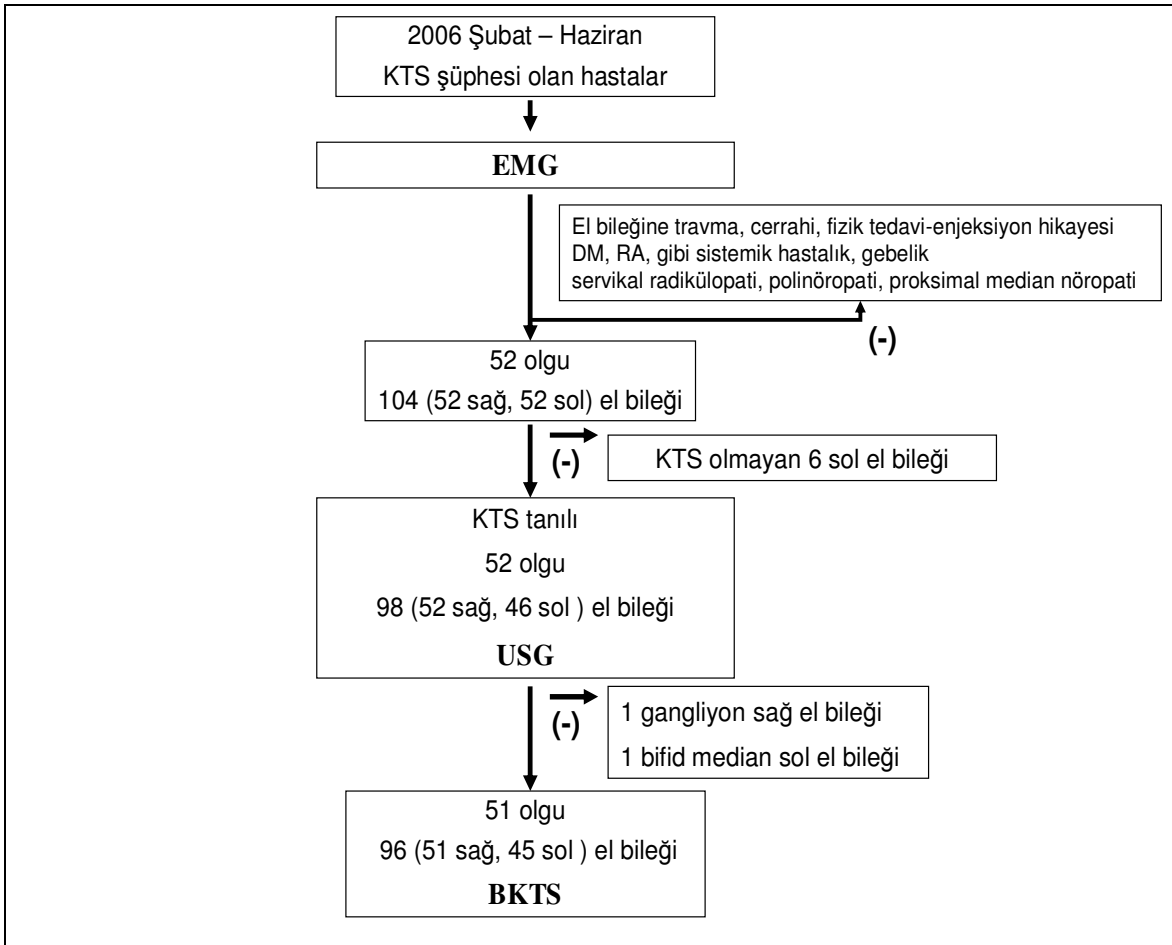 2006 Şubat – Haziran
KTS şüphesi olan hastalar
EMG
El bileğine travma, cerrahi, fizik tedavi-enjeksiyon hikayesi
DM, RA, gibi sistemik hastalık, gebelik
servikal radikülopati, polinöropati, proksimal median nöropati
(-)
52 olgu
104 (52 sağ, 52 sol) el bileği
(-)
KTS olmayan 6 sol el bileği
KTS tanılı
52 olgu
98 (52 sağ, 46 sol ) el bileği
USG
(-)
1 gangliyon sağ el bileği
1 bifid median sol el bileği
51 olgu
96 (51 sağ, 45 sol ) el bileği
BKTS